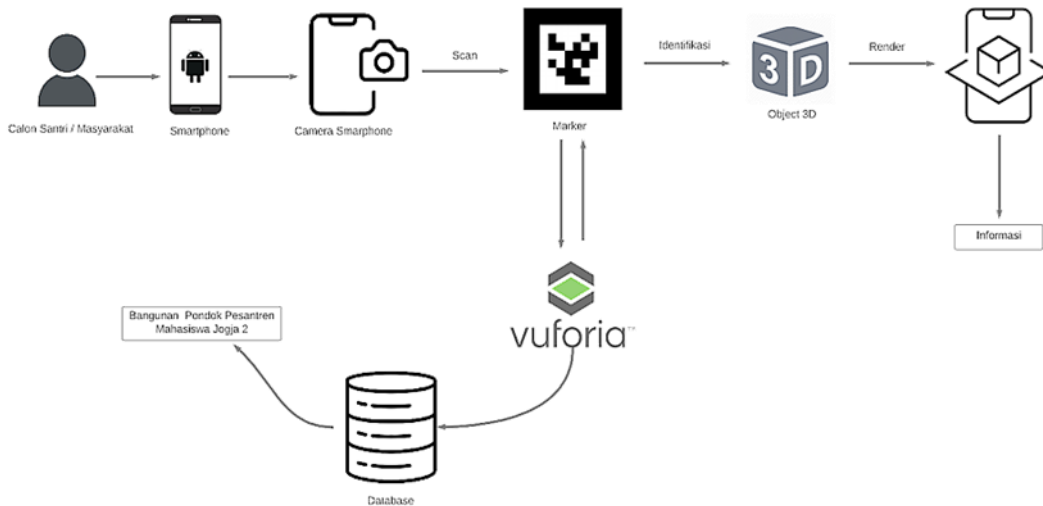 Calon Santri / Masyarakat
Smartphone
Camera Smarphone
Scan
Marker
Identifikasi
3D
Object 3D
Render
Informasi
vuforia™
Bangunan Pondok Pesantren
Mahasiswa Jogja 2
Database